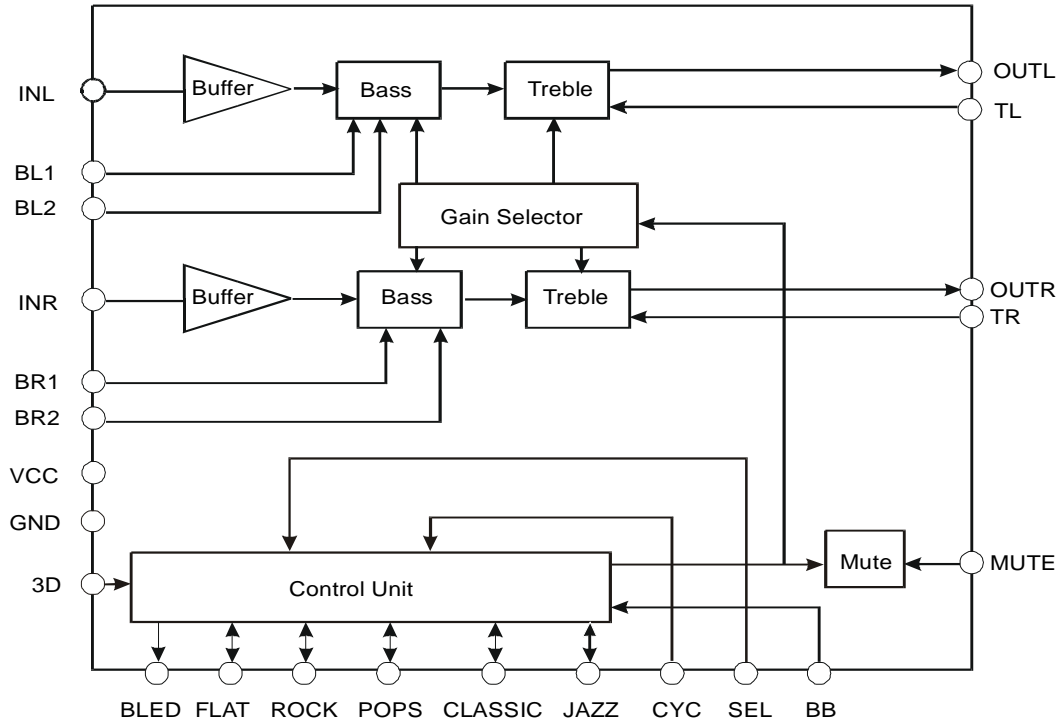 INL
Buffer
Bass
Treble
OUTL
TL
BL1
BL2
Gain Selector
INR
Buffer
Bass
Treble
OUTR
TR
BR1
BR2
VCC
GND
3D
Control Unit
Mute
MUTE
BLED
FLAT
ROCK
POPS
CLASSIC
JAZZ
CYC
SEL
BB